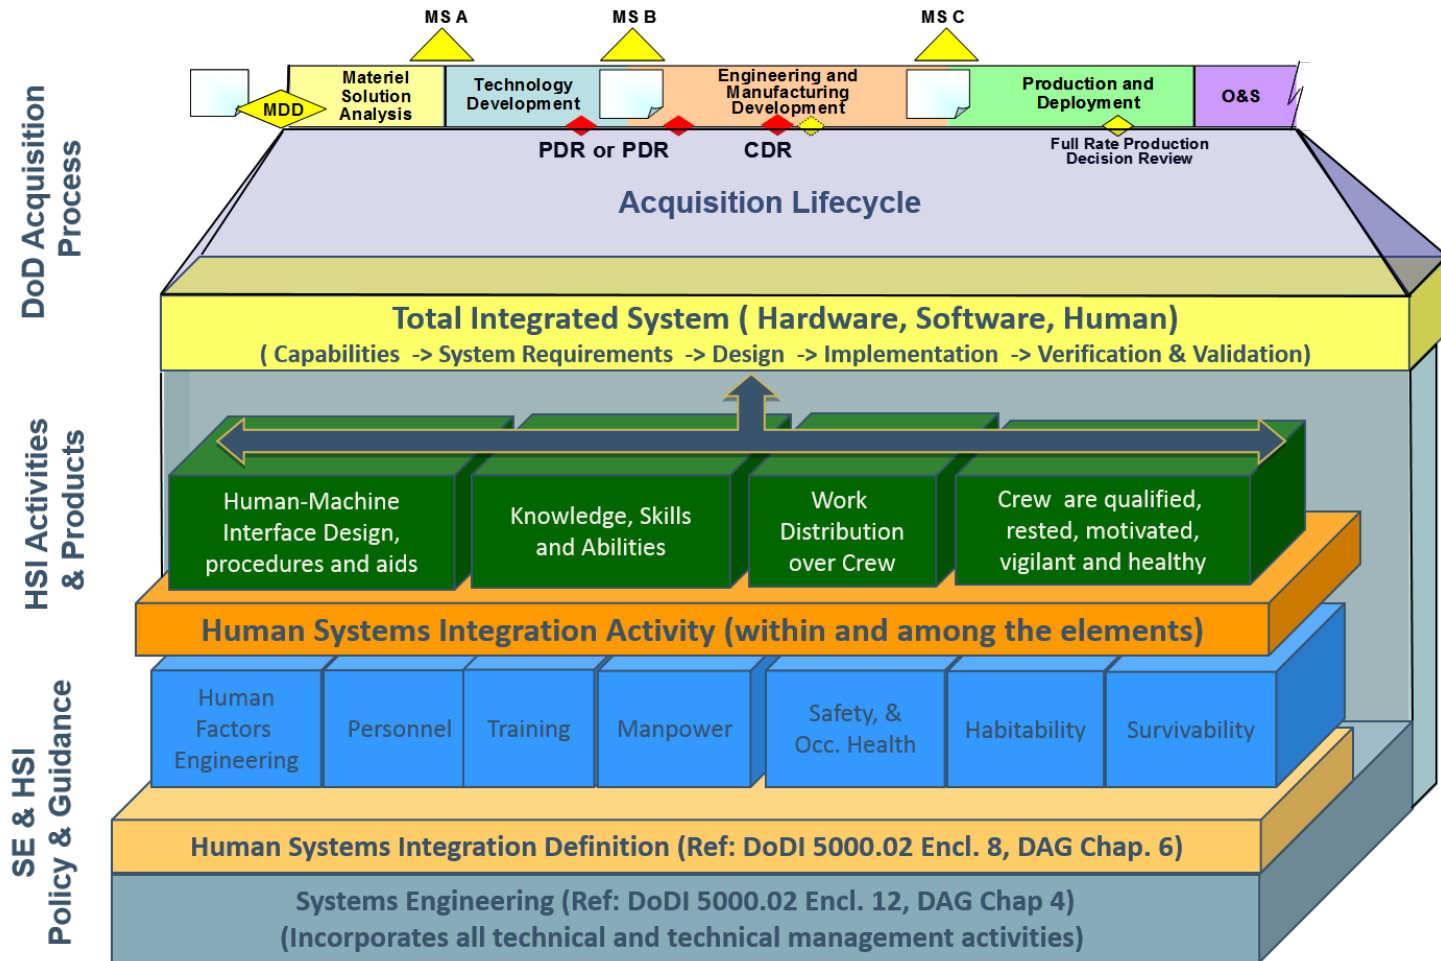 MS A
MS B
MS C
MDD
Materiel
Solution
Analysis
Technology
Development
Engineering and
Manufacturing
Development
Production and
Deployment
O&S
PDR or PDR
CDR
Full Rate Production
Decision Review
DoD Acquisition
Process
Acquisition Lifecycle
Total Integrated System ( Hardware, Software, Human)
( Capabilities -> System Requirements -> Design -> Implementation -> Verification & Validation)
HSI Activities
& Products
Human-Machine
Interface Design,
procedures and aids
Knowledge, Skills
and Abilities
Work
Distribution
over Crew
Crew are qualified,
rested, motivated,
vigilant and healthy
Human Systems Integration Activity (within and among the elements)
SE & HSI
Policy & Guidance
Human
Factors
Engineering
Personnel
Training
Manpower
Safety, &
Occ. Health
Habitability
Survivability
Human Systems Integration Definition (Ref: DoDI 5000.02 Encl. 8, DAG Chap. 6)
Systems Engineering (Ref: DoDI 5000.02 Encl. 12, DAG Chap 4)
(Incorporates all technical and technical management activities)